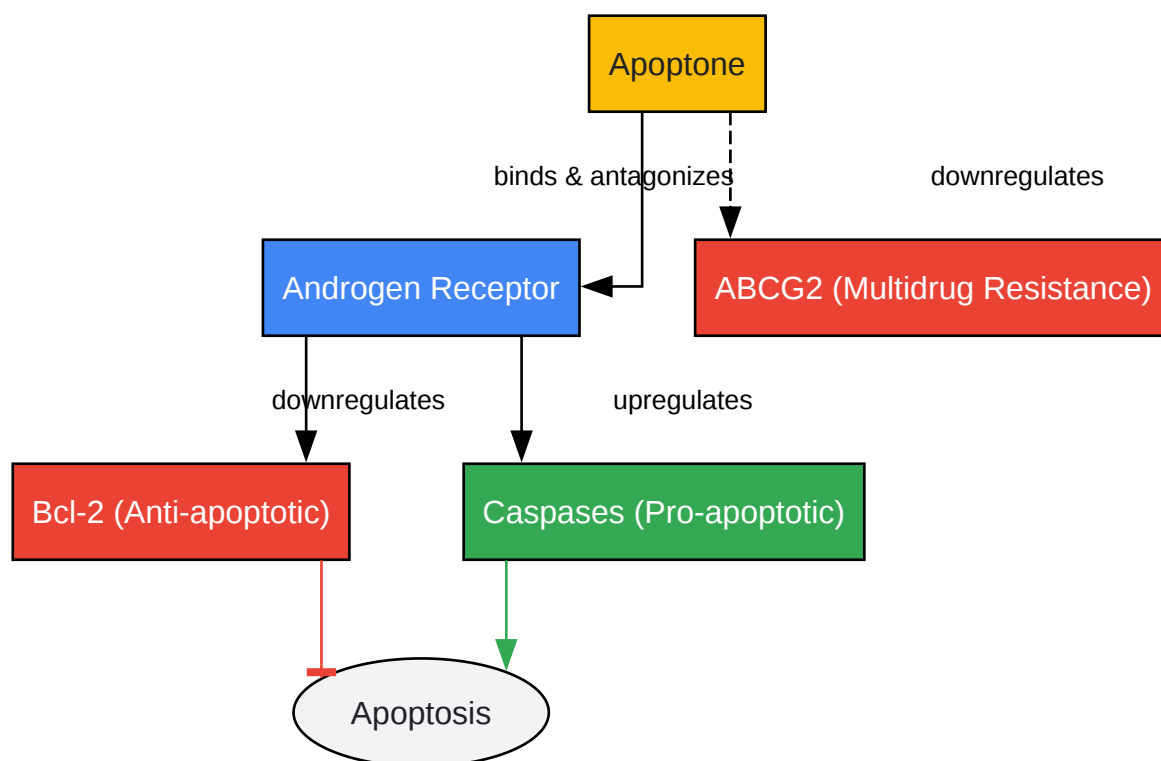 Apoptone
binds & antagonizes
downregulates
Androgen Receptor
ABCG2 (Multidrug Resistance)
downregulates
upregulates
Bcl-2 (Anti-apoptotic)
Caspases (Pro-apoptotic)
Apoptosis